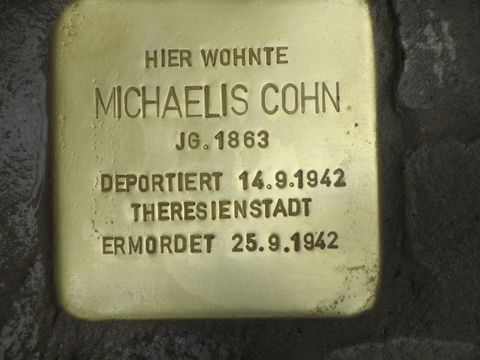 HIER WOHNTE
MICHAELIS COHN
JG. 1863
DEPORTIERT 14.9.1942
THERESIENSTADT
ERMORDET 25.9.1942